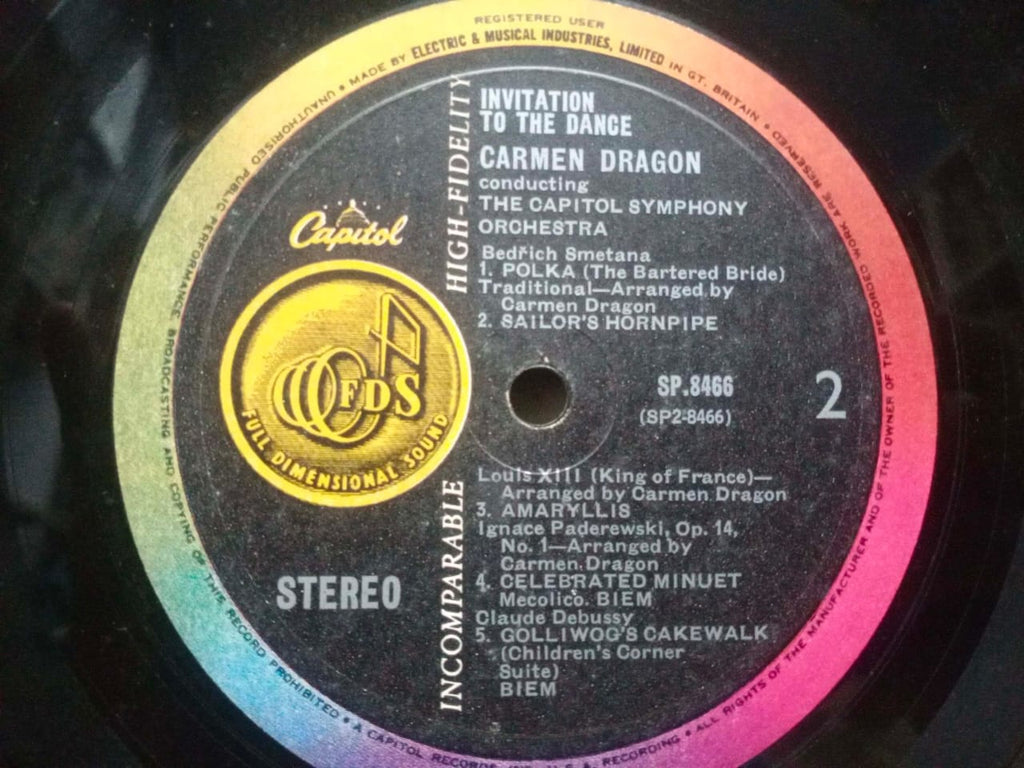 REGISTERED USER
MADE BY ELECTRIC & MUSICAL INDUSTRIES, LIMITED IN GT. BRITAIN • ALL RIGHTS OF THE MANUFACTURER AND OF THE OWNER OF THE RECORDED WORK ARE RESERVED •
UNAUTHORISED PUBLIC PERFORMANCE BROADCASTING AND COPYING OF THIS RECORD PROHIBITED • A CAPITOL RECORDS, U.S.A. RECORDING •
INVITATION
TO THE DANCE
CARMEN DRAGON
conducting
THE CAPITOL SYMPHONY
ORCHESTRA
Bedřich Smetana
1. POLKA (The Bartered Bride)
Traditional—Arranged by
Carmen Dragon
2. SAILOR'S HORNPIPE
INCOMPARABLE HIGH-FIDELITY
Capitol
FDS
FULL DIMENSIONAL SOUND
STEREO
SP.8466
(SP2-8466)
2
Louis XIII (King of France)—
Arranged by Carmen Dragon
3. AMARYLLIS
Ignace Paderewski, Op. 14,
No. 1—Arranged by
Carmen Dragon
4. CELEBRATED MINUET
Mecolico. BIEM
Claude Debussy
5. GOLLIWOG'S CAKEWALK
(Children's Corner
Suite)
BIEM